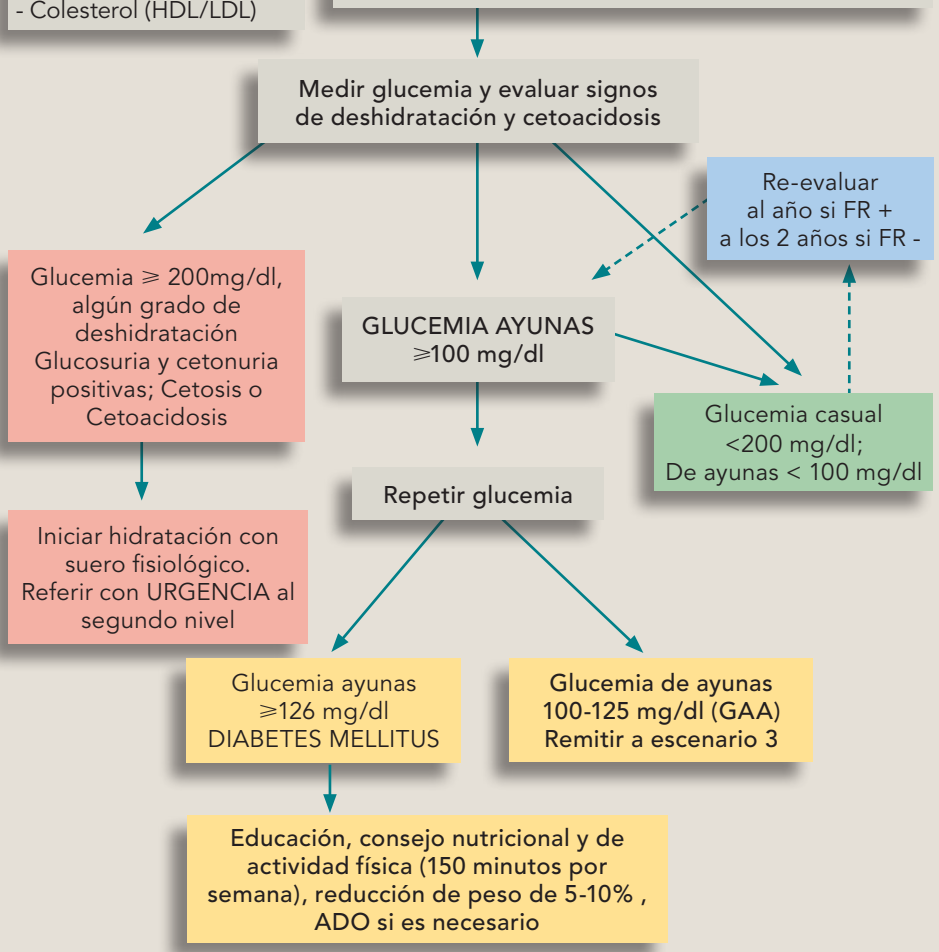 - Colesterol (HDL/LDL)
Medir glucemia y evaluar signos
de deshidratación y cetoacidosis
Re-evaluar
al año si FR +
a los 2 años si FR -
Glucemia ⩾ 200mg/dl,
algún grado de
deshidratación
Glucosuria y cetonuria
positivas; Cetosis o
Cetoacidosis
GLUCEMIA AYUNAS
⩾100 mg/dl
Glucemia casual
<200 mg/dl;
De ayunas < 100 mg/dl
Repetir glucemia
Iniciar hidratación con
suero fisiológico.
Referir con URGENCIA al
segundo nivel
Glucemia ayunas
⩾126 mg/dl
DIABETES MELLITUS
Glucemia de ayunas
100-125 mg/dl (GAA)
Remitir a escenario 3
Educación, consejo nutricional y de
actividad física (150 minutos por
semana), reducción de peso de 5-10% ,
ADO si es necesario